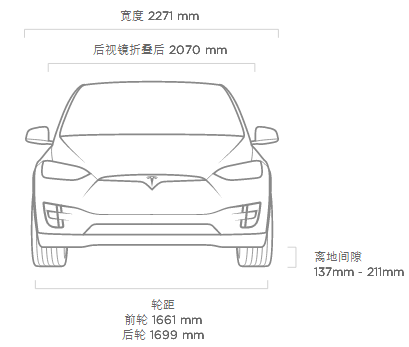 宽度 2271 mm
后视镜折叠后 2070 mm
离地间隙
137mm - 211mm
轮距
前轮 1661 mm
后轮 1699 mm